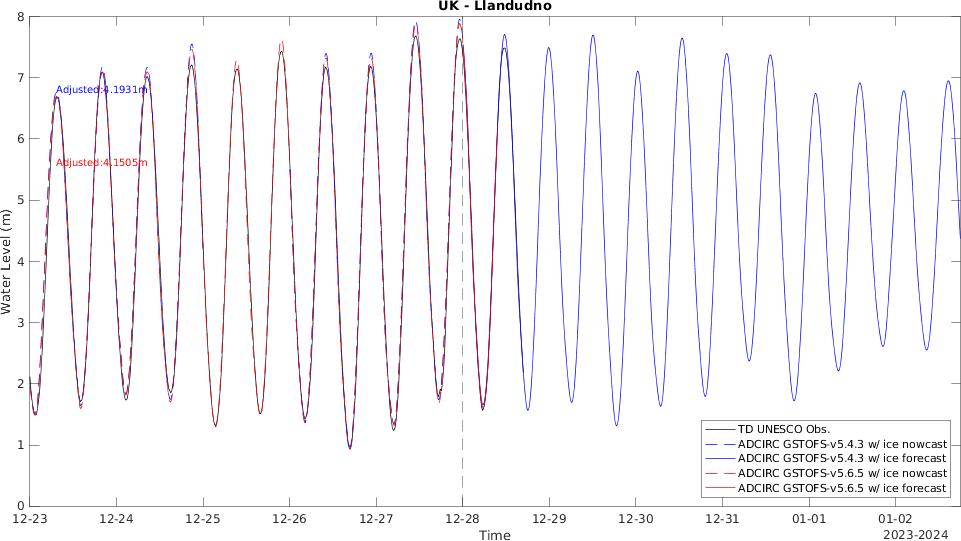 UK - Llandudno
Water Level (m)
8
7
6
5
4
3
2
1
0
Adjusted:4.1931m
Adjusted:4.1505m
TD UNESCO Obs.
ADCIRC GSTOFS-v5.4.3 w/ ice nowcast
ADCIRC GSTOFS-v5.4.3 w/ ice forecast
ADCIRC GSTOFS-v5.6.5 w/ ice nowcast
ADCIRC GSTOFS-v5.6.5 w/ ice forecast
12-23 12-24 12-25 12-26 12-27 12-28 12-29 12-30 12-31 01-01 01-02
Time
2023-2024